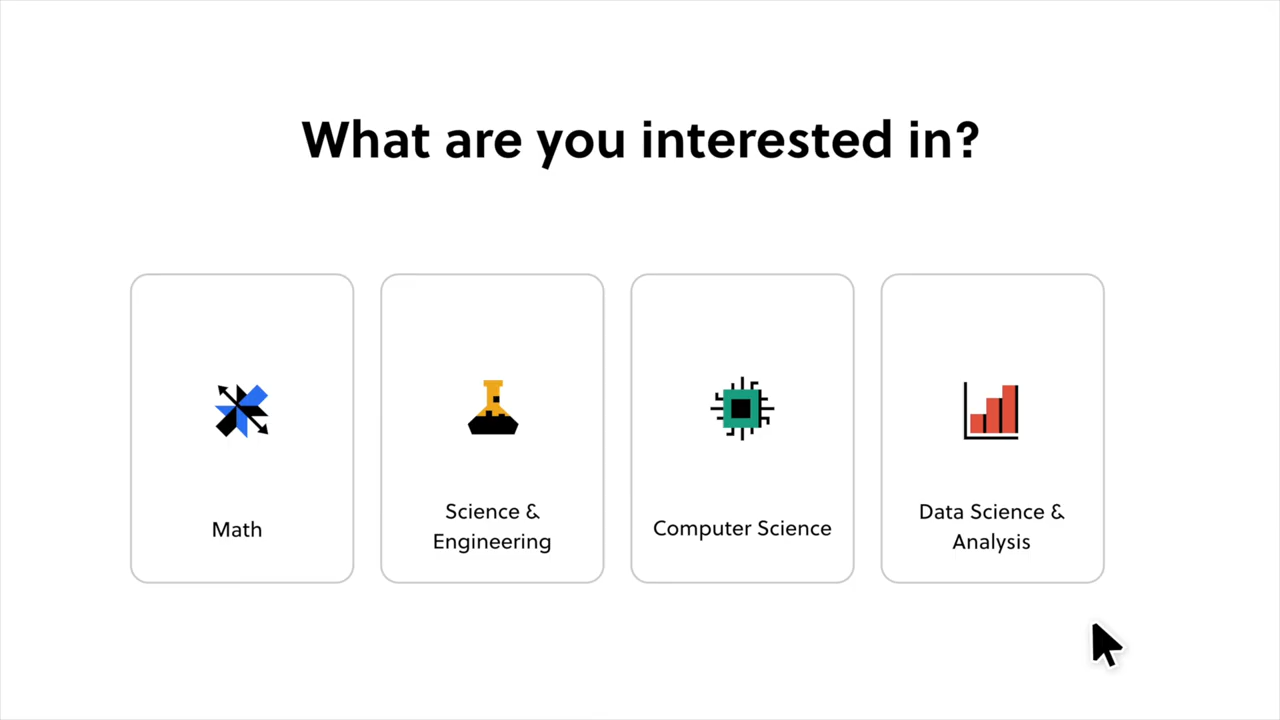 What are you interested in?
Math
Science &
Engineering
Computer Science
Data Science &
Analysis